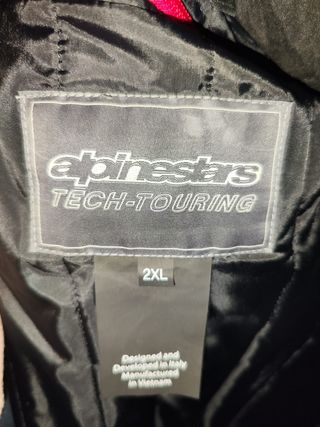 alpinestars
TECH-TOURING
2XL
Designed and
Developed in Italy
Manufactured
in Vietnam